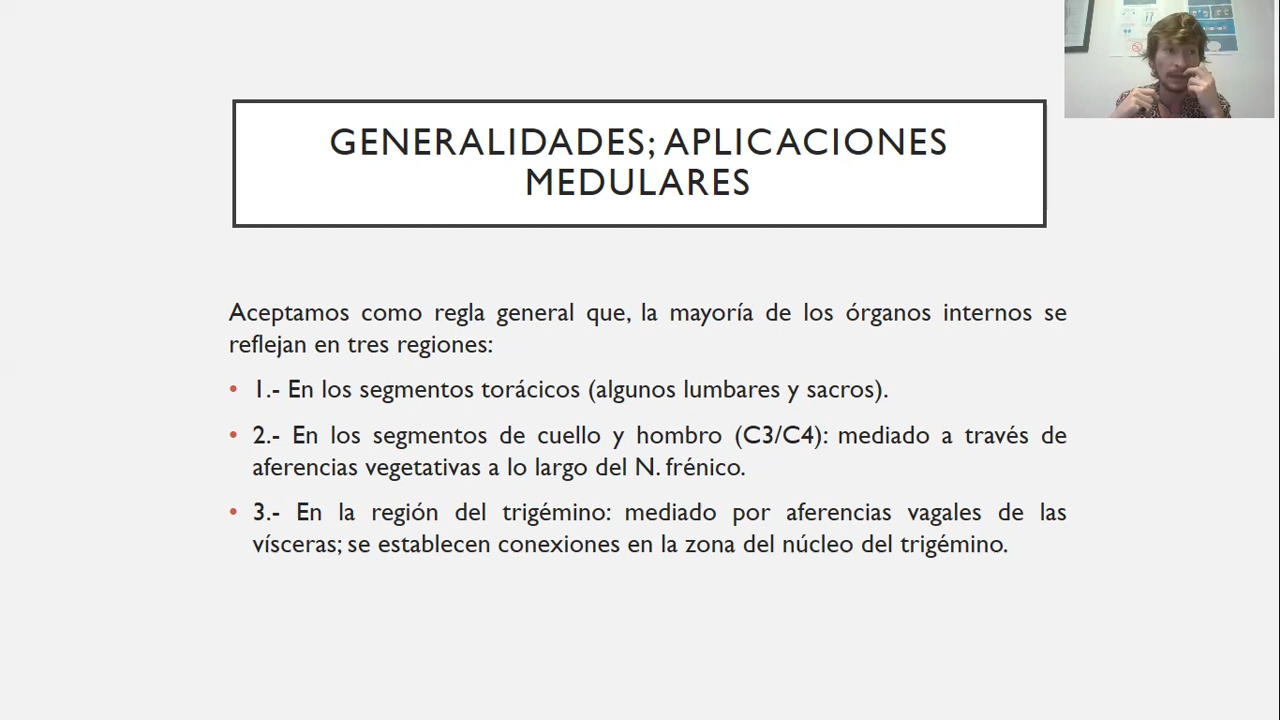 GENERALIDADES; APLICACIONES
MEDULARES
Aceptamos como regla general que, la mayoría de los órganos internos se
reflejan en tres regiones:
• 1.- En los segmentos torácicos (algunos lumbares y sacros).
• 2.- En los segmentos de cuello y hombro (C3/C4): mediado a través de
aferencias vegetativas a lo largo del N. frénico.
• 3.- En la región del trigémino: mediado por aferencias vagales de las
vísceras; se establecen conexiones en la zona del núcleo del trigémino.